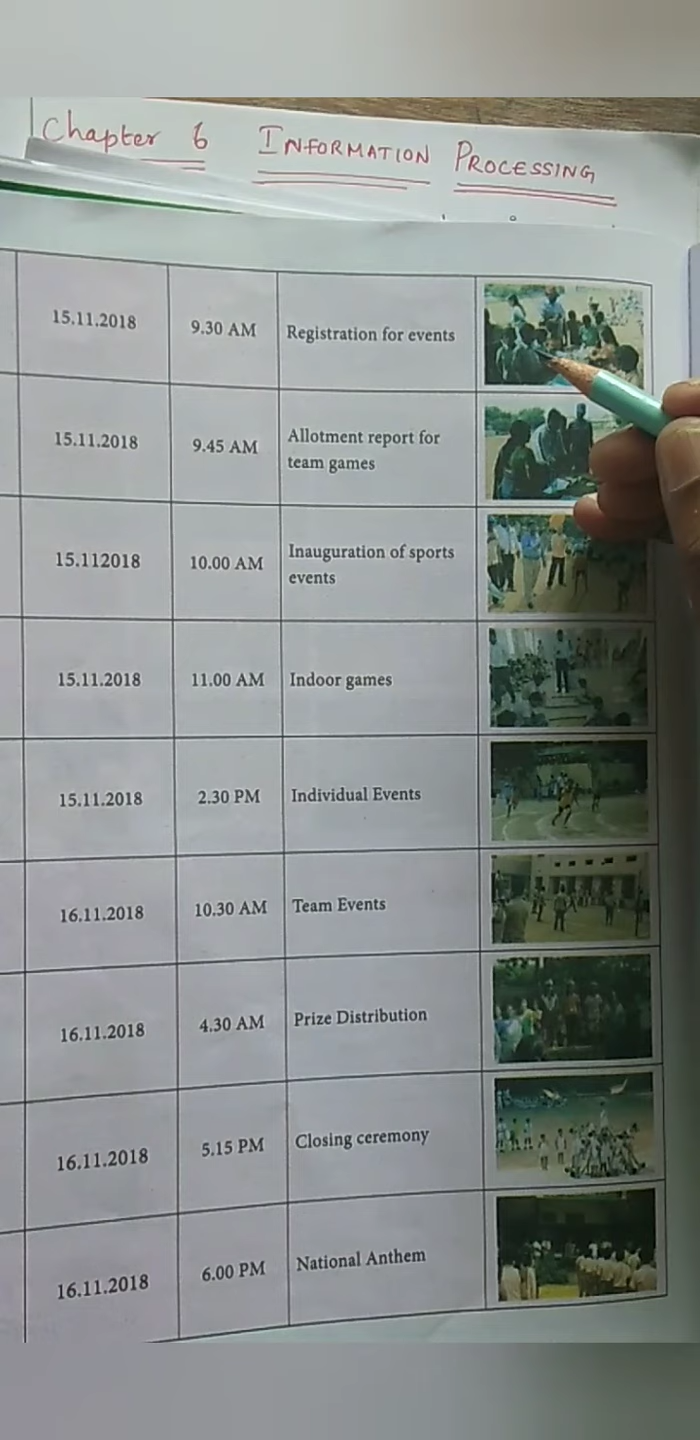 Chapter 6 INFORMATION PROCESSING
15.11.2018 9.30 AM Registration for events
15.11.2018 9.45 AM Allotment report for
team games
15.112018 10.00 AM Inauguration of sports
events
15.11.2018 11.00 AM Indoor games
15.11.2018 2.30 PM Individual Events
16.11.2018 10.30 AM Team Events
16.11.2018 4.30 AM Prize Distribution
16.11.2018 5.15 PM Closing ceremony
16.11.2018 6.00 PM National Anthem